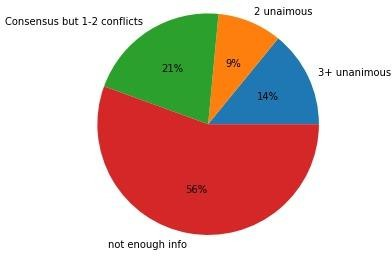 2 unaimous
Consensus but 1-2 conflicts
9%
21%
3+ unanimous
14%
56%
not enough info